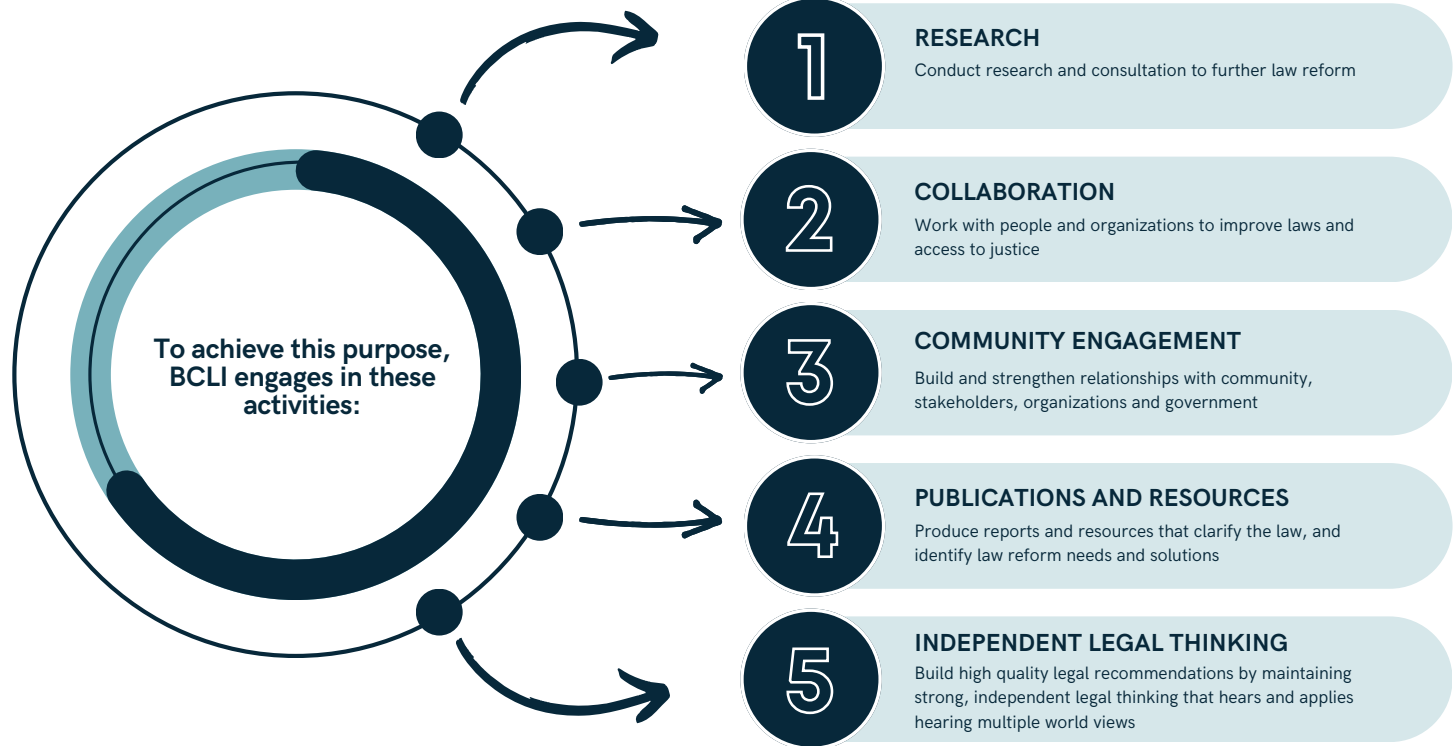 To achieve this purpose,
BCLI engages in these
activities:
1
RESEARCH
Conduct research and consultation to further law reform
2
COLLABORATION
Work with people and organizations to improve laws and
access to justice
3
COMMUNITY ENGAGEMENT
Build and strengthen relationships with community,
stakeholders, organizations and government
4
PUBLICATIONS AND RESOURCES
Produce reports and resources that clarify the law, and
identify law reform needs and solutions
5
INDEPENDENT LEGAL THINKING
Build high quality legal recommendations by maintaining
strong, independent legal thinking that hears and applies
hearing multiple world views